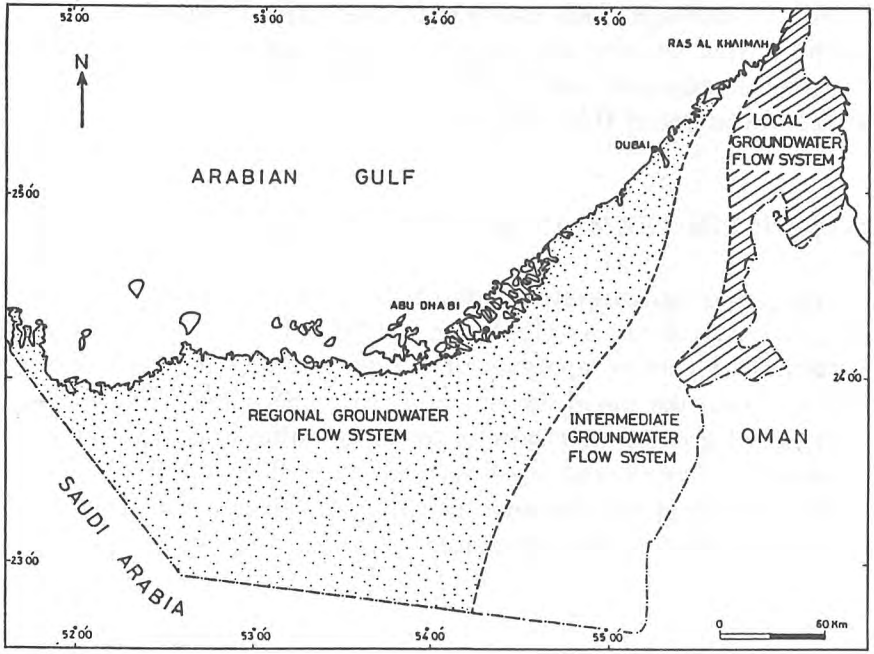 52°00' 53°00' 54°00' 55°00'
RAS AL KHAIMAH
N
LOCAL
GROUNDWATER
FLOW SYSTEM
DUBAI
25°00'
ARABIAN GULF
ABU DHABI
24°00'
REGIONAL GROUNDWATER
FLOW SYSTEM
INTERMEDIATE
GROUNDWATER
FLOW SYSTEM
OMAN
SAUDI ARABIA
23°00'
0 60 Km
52°00' 53°00' 54°00' 55°00'